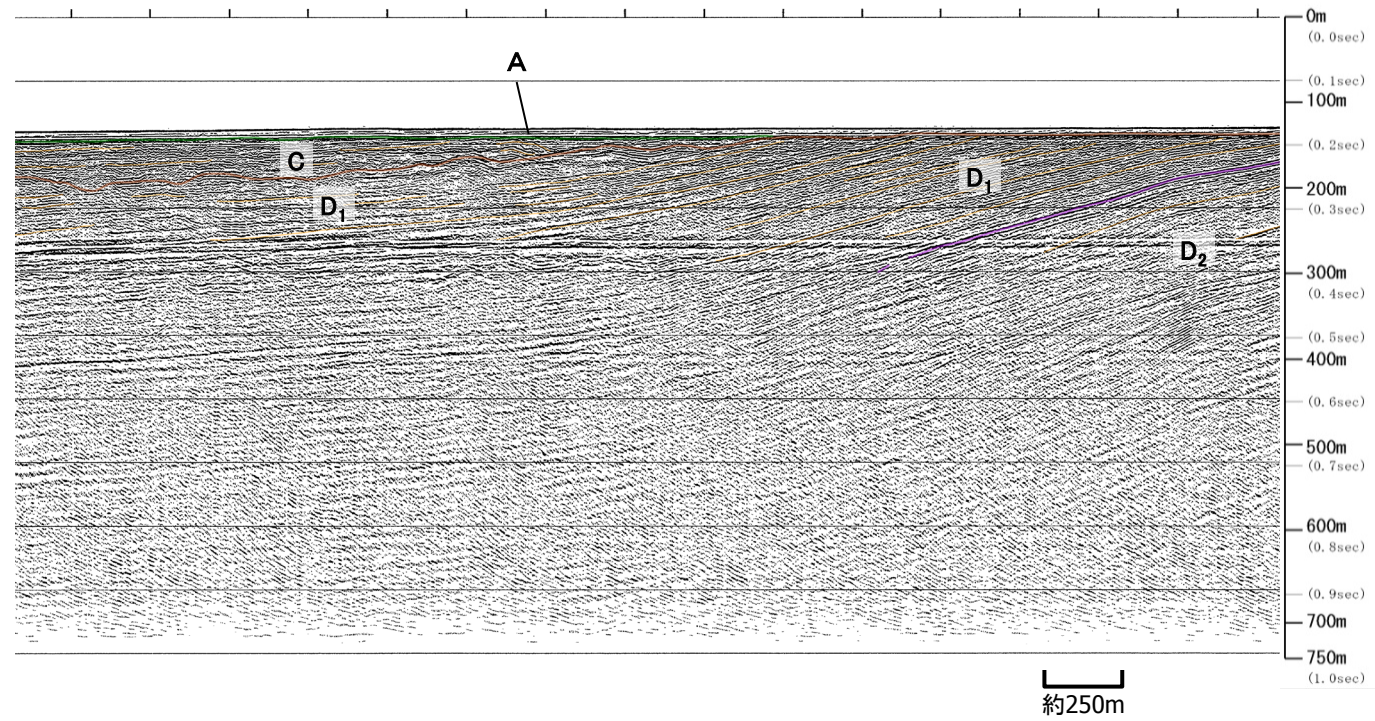 0m
(0.0sec)
A
(0.1sec)
100m
(0.2sec)
C
D₁
D₁
200m
(0.3sec)
D₂
300m
(0.4sec)
(0.5sec)
400m
(0.6sec)
500m
(0.7sec)
600m
(0.8sec)
(0.9sec)
700m
750m
(1.0sec)
約250m